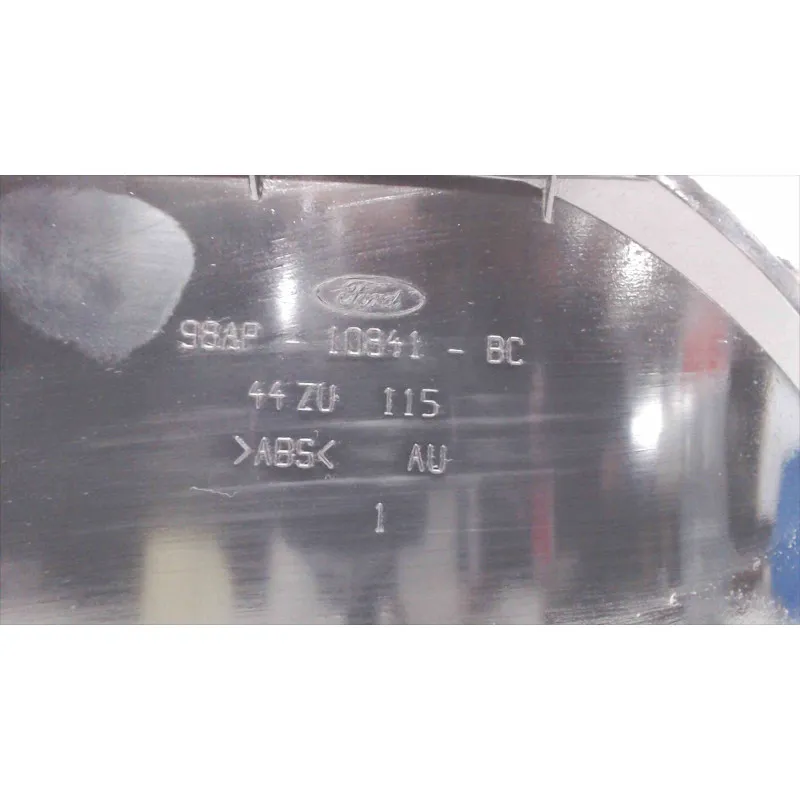 Ford
98AP - 10841 - BC
44 ZU 115
>ABS< AU
1